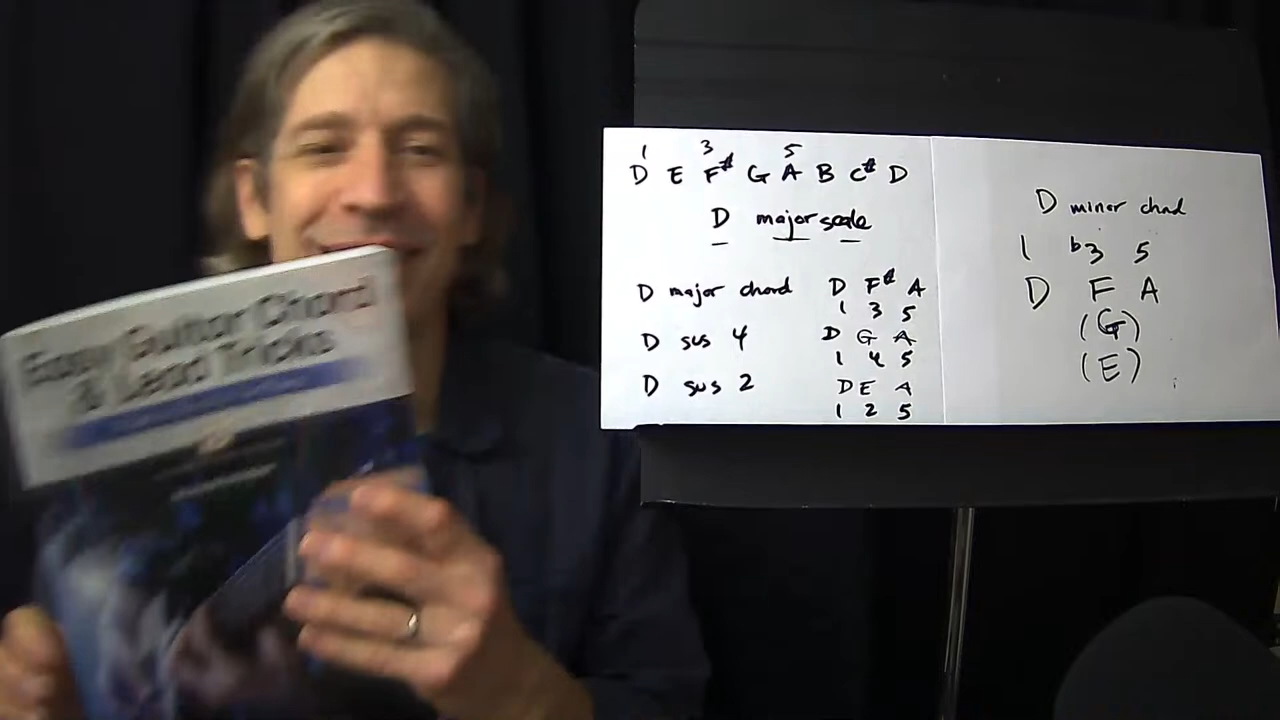 Easy Guitar Chord
& Lead Tricks
1 3 5
D E F# G A B C# D
D major scale
D major chord D F# A
1 3 5
D sus 4 D G A
1 4 5
D sus 2 D E A
1 2 5
D minor chord
1 b3 5
D F A
(G)
(E)